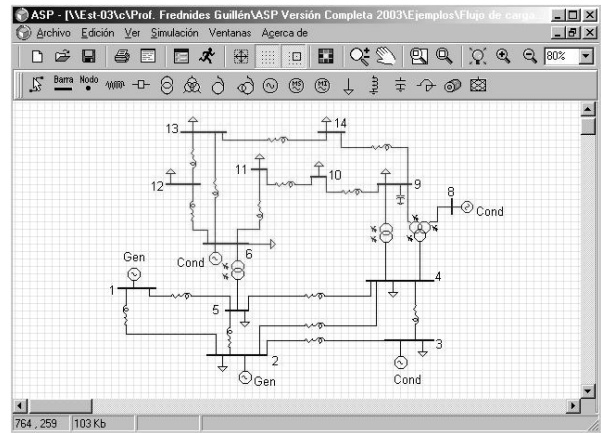 ASP - [\\Est-03\c\Prof. Frednides Guillén\ASP Versión Completa 2003\Ejemplos\Flujo de carga
Archivo Edición Ver Simulación Ventanas Acerca de
80%
Barra Nodo
13
14
11
10
12
9
8
Cond
6
Cond
Gen
1
4
5
3
2
Gen
Cond
764 , 259 103 Kb